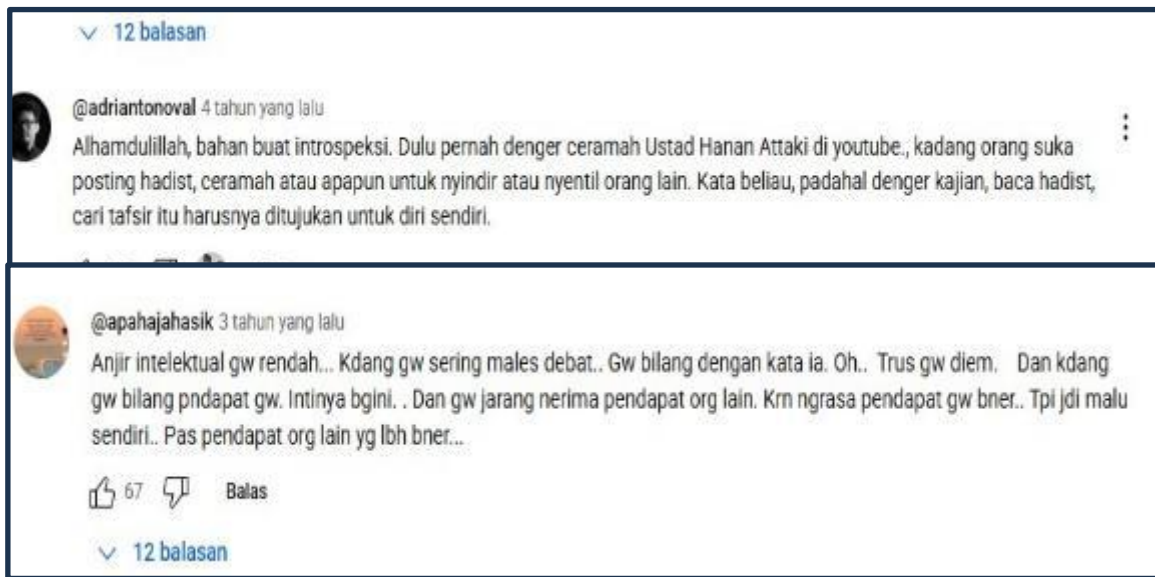 12 balasan
@adriantonoval 4 tahun yang lalu
Alhamdulillah, bahan buat introspeksi. Dulu pernah denger ceramah Ustad Hanan Attaki di youtube., kadang orang suka
posting hadist, ceramah atau apapun untuk nyindir atau nyentil orang lain. Kata beliau, padahal denger kajian, baca hadist,
cari tafsir itu harusnya ditujukan untuk diri sendiri.
@apahajahasik 3 tahun yang lalu
Anjir intelektual gw rendah... Kdang gw sering males debat.. Gw bilang dengan kata ia. Oh.. Trus gw diem. Dan kdang
gw bilang pndapat gw. Intinya bgini. . Dan gw jarang nerima pendapat org lain. Krn ngrasa pendapat gw bner.. Tpi jdi malu
sendiri.. Pas pendapat org lain yg lbh bner...
67 Balas
12 balasan